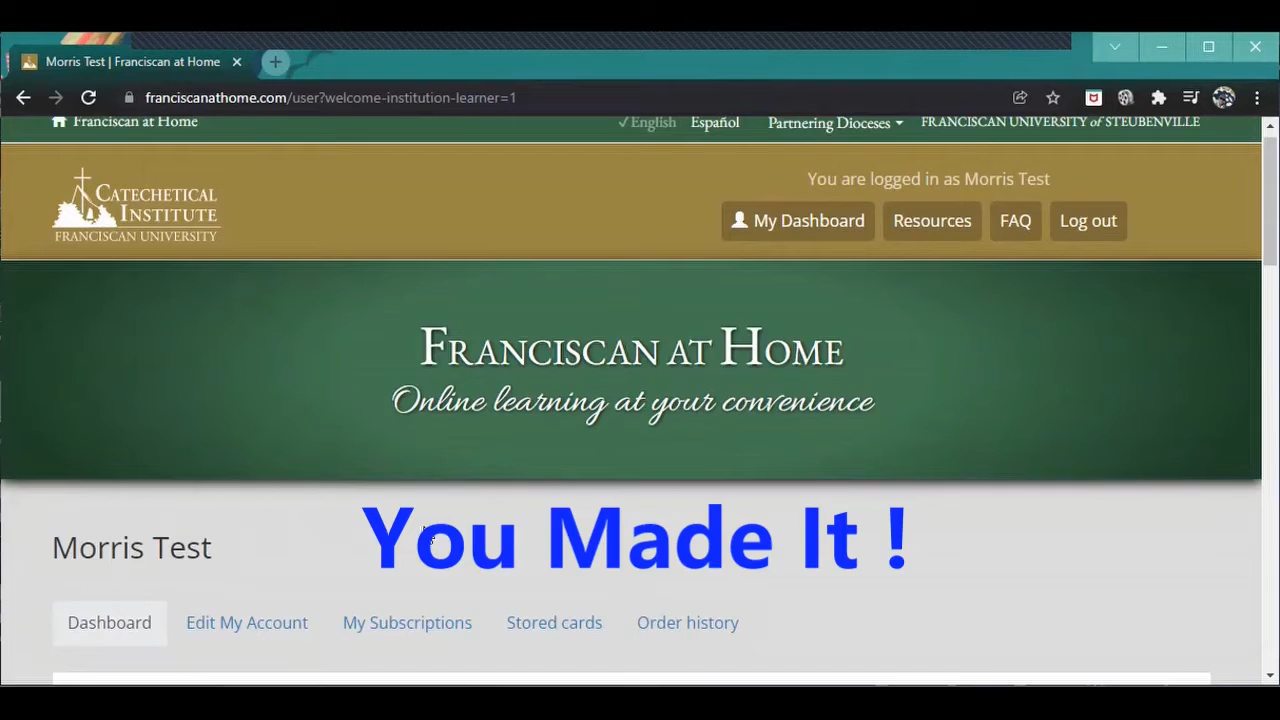 Morris Test | Franciscan at Home
franciscanathome.com/user?welcome-institution-learner=1
Franciscan at Home
✓English Español Partnering Dioceses FRANCISCAN UNIVERSITY of STEUBENVILLE
CATECHETICAL
INSTITUTE
FRANCISCAN UNIVERSITY
You are logged in as Morris Test
My Dashboard Resources FAQ Log out
FRANCISCAN AT HOME
Online learning at your convenience
You Made It !
Morris Test
Dashboard Edit My Account My Subscriptions Stored cards Order history